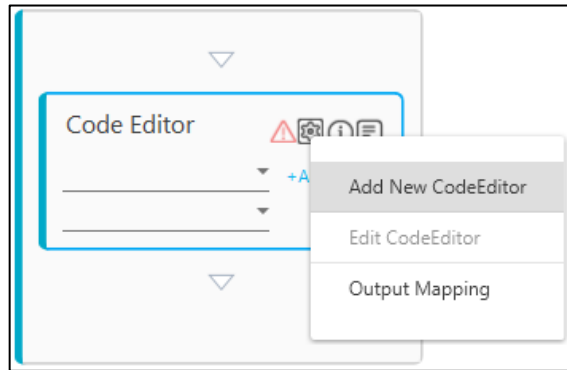 Code Editor
+A
Add New CodeEditor
Edit CodeEditor
Output Mapping